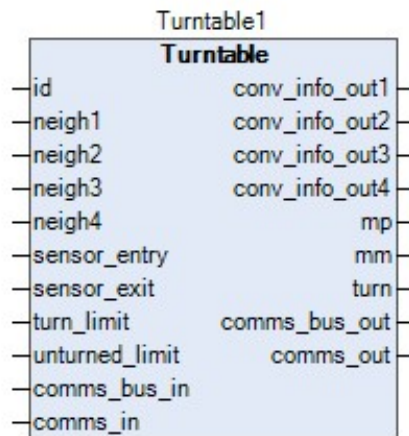 Turntable1
Turntable
id conv_info_out1
neigh1 conv_info_out2
neigh2 conv_info_out3
neigh3 conv_info_out4
neigh4 mp
sensor_entry mm
sensor_exit turn
turn_limit comms_bus_out
unturned_limit comms_out
comms_bus_in
comms_in